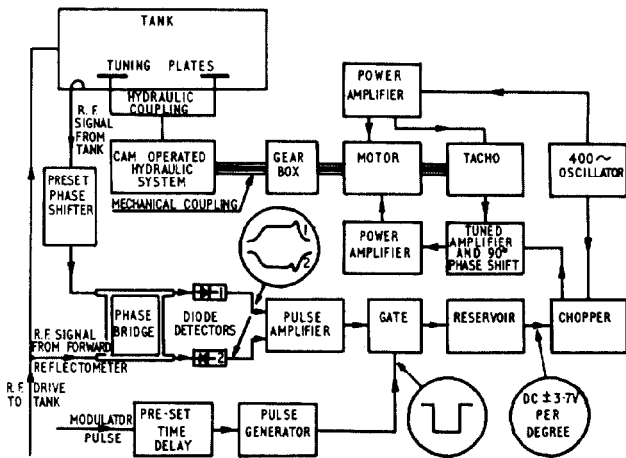 TANK
TUNING PLATES
HYDRAULIC
COUPLING
R.F.
SIGNAL
FROM
TANK
POWER
AMPLIFIER
PRESET
PHASE
SHIFTER
CAM OPERATED
HYDRAULIC
SYSTEM
GEAR
BOX
MOTOR
TACHO
400~
OSCILLATOR
MECHANICAL COUPLING
POWER
AMPLIFIER
TUNED
AMPLIFIER
AND 90°
PHASE SHIFT
1
2
PHASE
BRIDGE
1
DIODE
DETECTORS
2
PULSE
AMPLIFIER
GATE
RESERVOIR
CHOPPER
R.F. SIGNAL
FROM FORWARD
REFLECTOMETER
R.F. DRIVE
TO TANK
MODULATOR
PULSE
PRE-SET
TIME
DELAY
PULSE
GENERATOR
DC ± 3·7V
PER
DEGREE